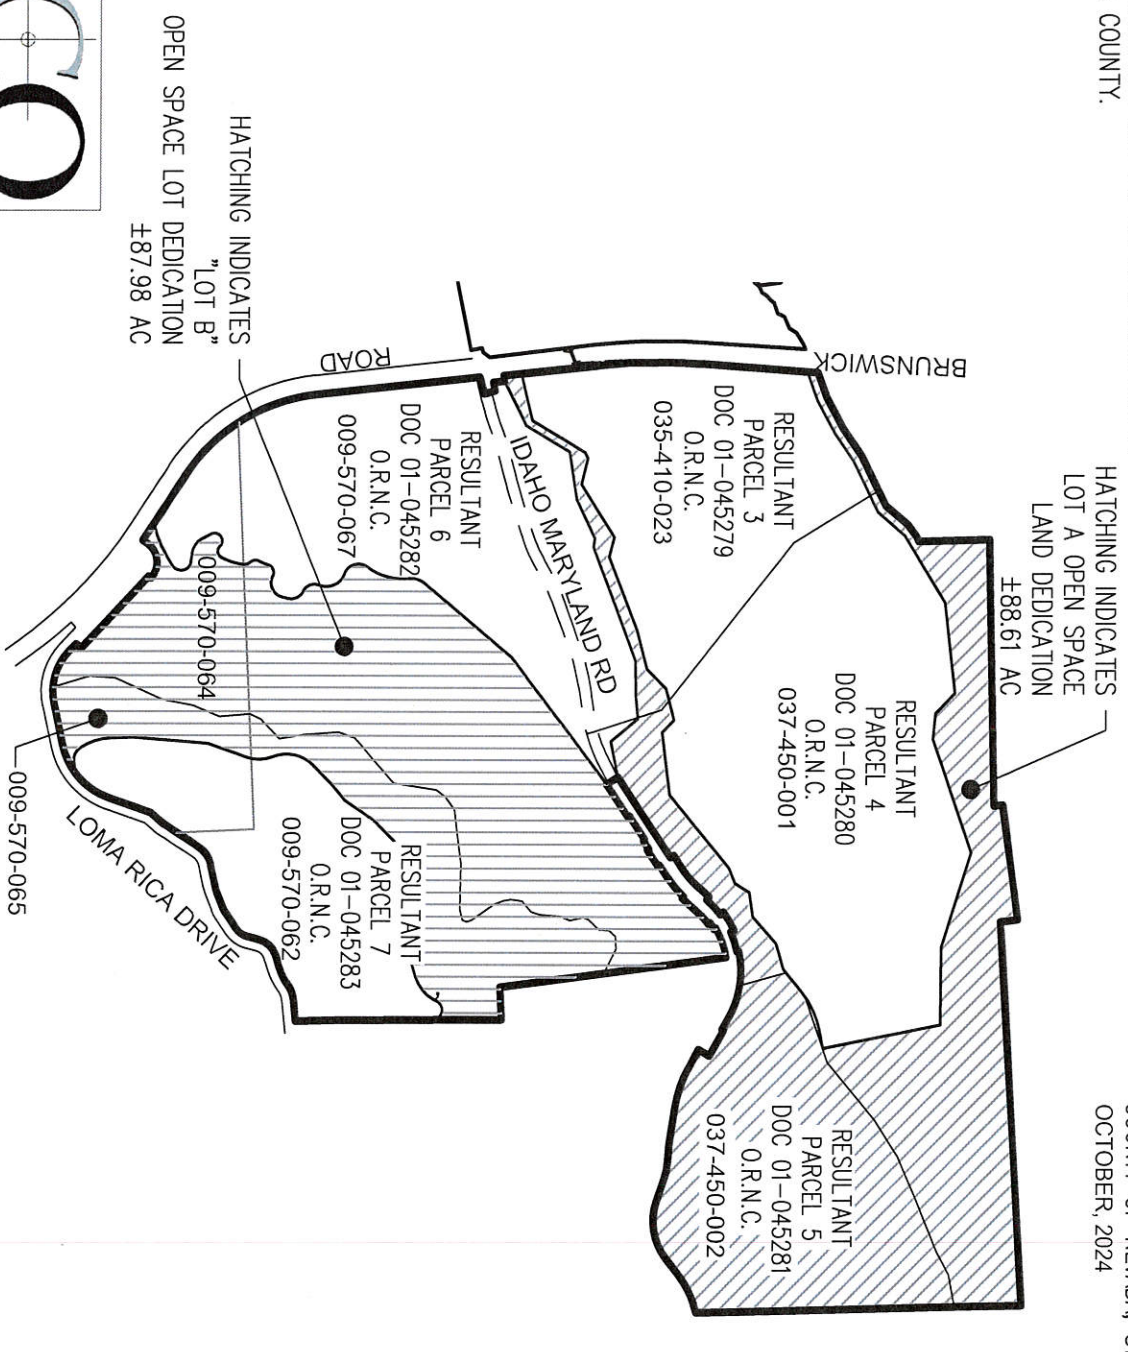 COUNTY.
OCTOBER, 2024
HATCHING INDICATES
LOT A OPEN SPACE
LAND DEDICATION
±88.61 AC
BRUNSWICK
ROAD
RESULTANT
PARCEL 3
DOC 01-045279
O.R.N.C.
035-410-023
RESULTANT
PARCEL 4
DOC 01-045280
O.R.N.C.
037-450-001
RESULTANT
PARCEL 5
DOC 01-045281
O.R.N.C.
037-450-002
IDAHO MARYLAND RD
RESULTANT
PARCEL 6
DOC 01-045282
O.R.N.C.
009-570-067
HATCHING INDICATES
"LOT B"
OPEN SPACE LOT DEDICATION
±87.98 AC
009-570-064
RESULTANT
PARCEL 7
DOC 01-045283
O.R.N.C.
009-570-062
LOMA RICA DRIVE
009-570-065
CO